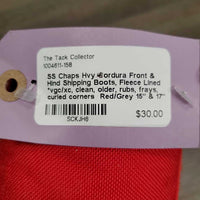 The Tack Collector
1004611-158
SS Chaps Hvy Cordura Front &
Hind Shipping Boots, Fleece Lined
*vgc/xc, clean, older, rubs, frays,
curled corners Red/Grey 15" & 17"
$30.00
SCKJH8